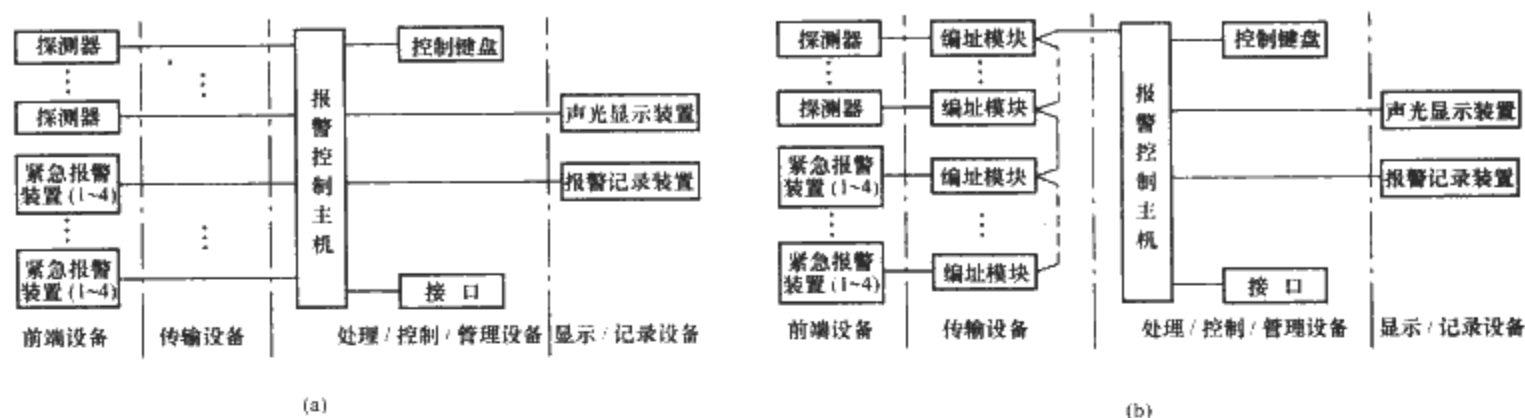 探测器
探测器
紧急报警
装置(1~4)
紧急报警
装置(1~4)
报警控制主机
控制键盘
接 口
声光显示装置
报警记录装置
前端设备
传输设备
处理/控制/管理设备
显示/记录设备
(a)
探测器
探测器
紧急报警
装置(1~4)
紧急报警
装置(1~4)
编址模块
编址模块
编址模块
编址模块
报警控制主机
控制键盘
接 口
声光显示装置
报警记录装置
前端设备
传输设备
处理/控制/管理设备
显示/记录设备
(b)